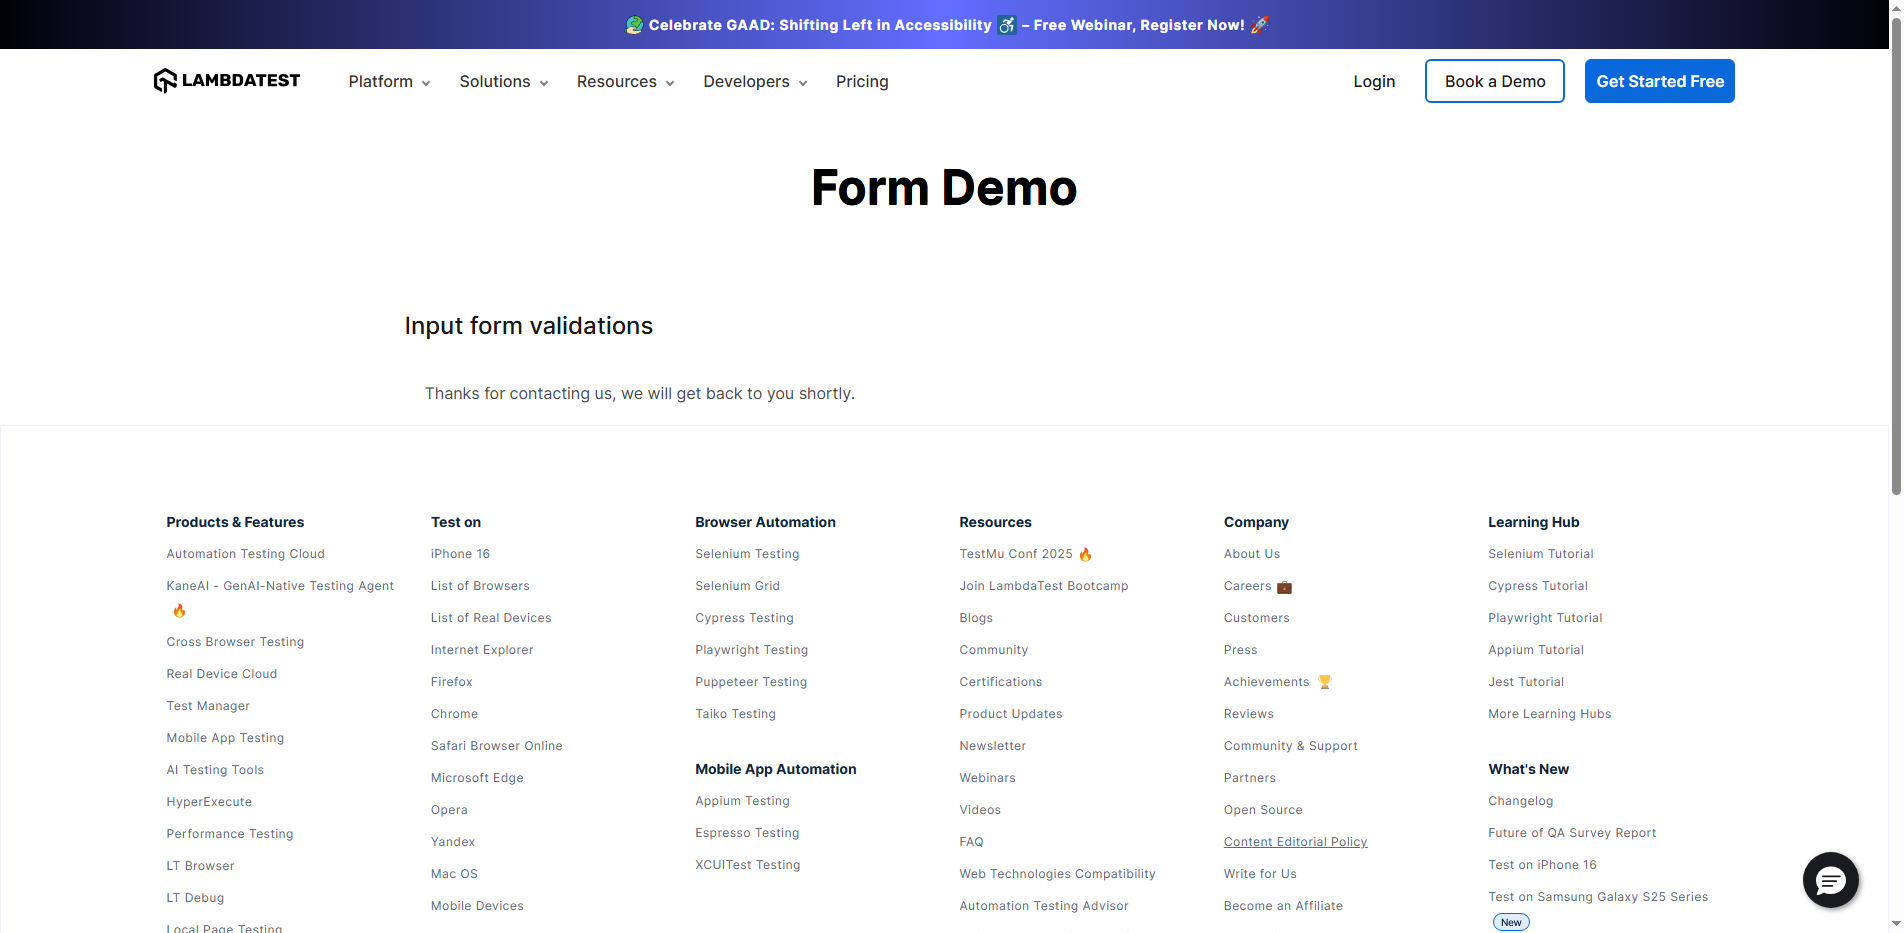 Celebrate GAAD: Shifting Left in Accessibility – Free Webinar, Register Now!
LAMBDATEST
Platform
Solutions
Resources
Developers
Pricing
Login
Book a Demo
Get Started Free
Form Demo
Input form validations
Thanks for contacting us, we will get back to you shortly.
Products & Features
Automation Testing Cloud
KaneAI - GenAI-Native Testing Agent
Cross Browser Testing
Real Device Cloud
Test Manager
Mobile App Testing
AI Testing Tools
HyperExecute
Performance Testing
LT Browser
LT Debug
Local Page Testing
Test on
iPhone 16
List of Browsers
List of Real Devices
Internet Explorer
Firefox
Chrome
Safari Browser Online
Microsoft Edge
Opera
Yandex
Mac OS
Mobile Devices
Browser Automation
Selenium Testing
Selenium Grid
Cypress Testing
Playwright Testing
Puppeteer Testing
Taiko Testing
Mobile App Automation
Appium Testing
Espresso Testing
XCUITest Testing
Resources
TestMu Conf 2025
Join LambdaTest Bootcamp
Blogs
Community
Certifications
Product Updates
Newsletter
Webinars
Videos
FAQ
Web Technologies Compatibility
Automation Testing Advisor
Company
About Us
Careers
Customers
Press
Achievements
Reviews
Community & Support
Partners
Open Source
Content Editorial Policy
Write for Us
Become an Affiliate
Learning Hub
Selenium Tutorial
Cypress Tutorial
Playwright Tutorial
Appium Tutorial
Jest Tutorial
More Learning Hubs
What's New
Changelog
Future of QA Survey Report
Test on iPhone 16
Test on Samsung Galaxy S25 Series
New